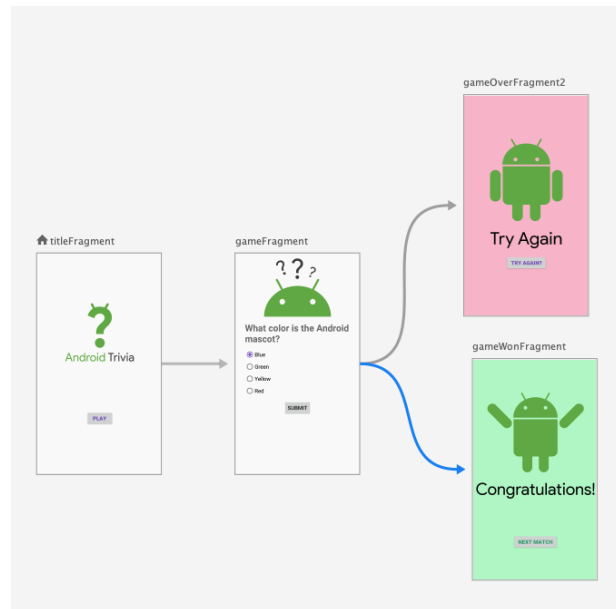 gameOverFragment2
Try Again
TRY AGAIN?
titleFragment
Android Trivia
PLAY
gameFragment
???
What color is the Android
mascot?
Blue
Green
Yellow
Red
SUBMIT
gameWonFragment
Congratulations!
NEXT MATCH